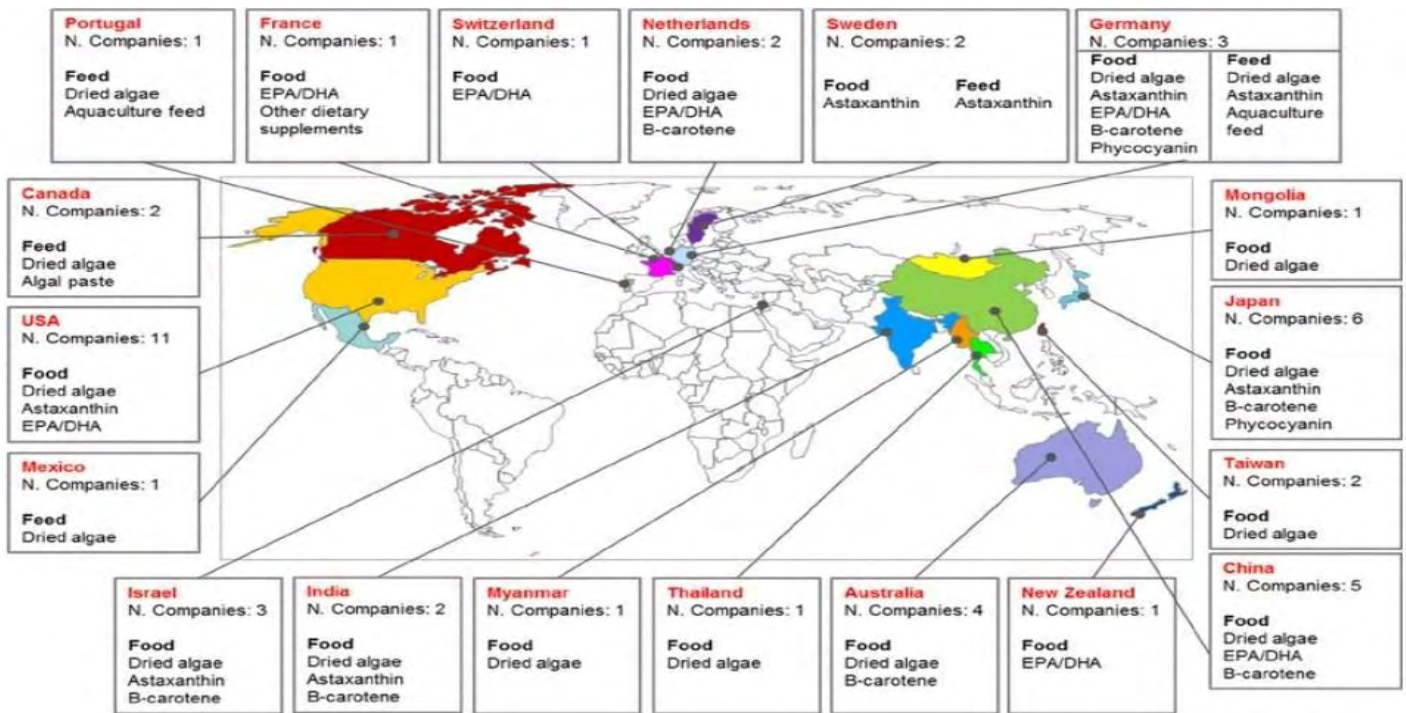 Portugal
N. Companies: 1
Feed
Dried algae
Aquaculture feed
France
N. Companies: 1
Food
EPA/DHA
Other dietary
supplements
Switzerland
N. Companies: 1
Food
EPA/DHA
Netherlands
N. Companies: 2
Food
Dried algae
EPA/DHA
B-carotene
Sweden
N. Companies: 2
Food
Astaxanthin
Feed
Astaxanthin
Germany
N. Companies: 3
Food
Dried algae
Astaxanthin
EPA/DHA
B-carotene
Phycocyanin
Feed
Dried algae
Astaxanthin
Aquaculture
feed
Canada
N. Companies: 2
Feed
Dried algae
Algal paste
USA
N. Companies: 11
Food
Dried algae
Astaxanthin
EPA/DHA
Mexico
N. Companies: 1
Feed
Dried algae
Mongolia
N. Companies: 1
Food
Dried algae
Japan
N. Companies: 6
Food
Dried algae
Astaxanthin
B-carotene
Phycocyanin
Taiwan
N. Companies: 2
Food
Dried algae
China
N. Companies: 5
Food
Dried algae
EPA/DHA
B-carotene
Israel
N. Companies: 3
Food
Dried algae
Astaxanthin
B-carotene
India
N. Companies: 2
Food
Dried algae
Astaxanthin
B-carotene
Myanmar
N. Companies: 1
Food
Dried algae
Thailand
N. Companies: 1
Food
Dried algae
Australia
N. Companies: 4
Food
Dried algae
B-carotene
New Zealand
N. Companies: 1
Food
EPA/DHA